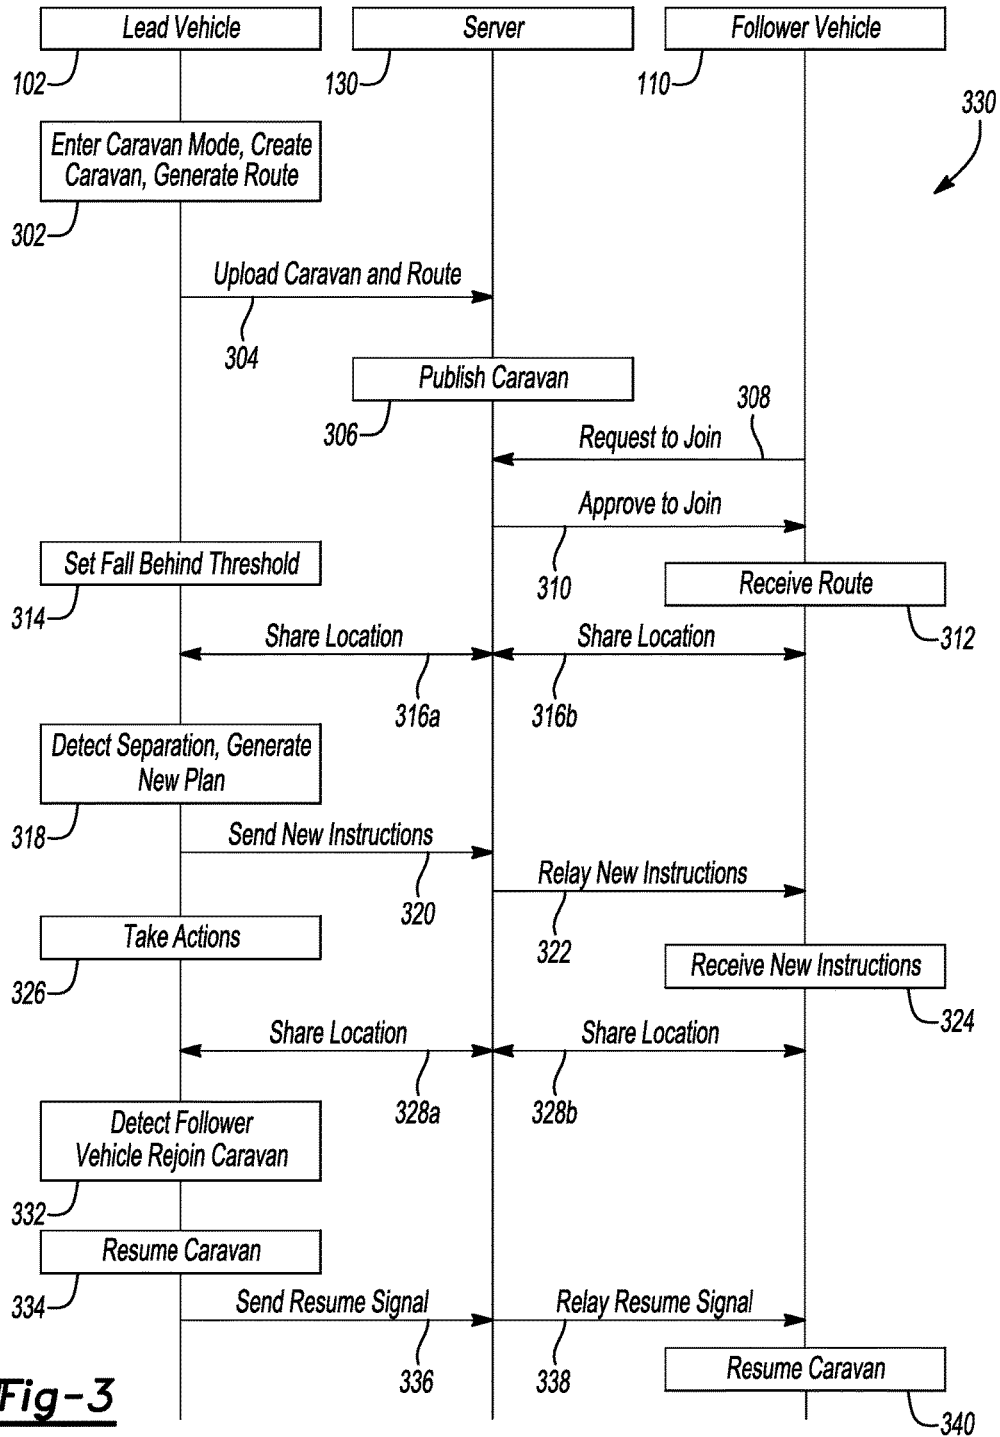 Lead Vehicle
Server
Follower Vehicle
102
130
110
330
Enter Caravan Mode, Create
Caravan, Generate Route
302
Upload Caravan and Route
304
Publish Caravan
306
308
Request to Join
Approve to Join
310
Set Fall Behind Threshold
314
Receive Route
312
Share Location
Share Location
316a
316b
Detect Separation, Generate
New Plan
318
Send New Instructions
320
Relay New Instructions
322
Take Actions
326
Receive New Instructions
324
Share Location
Share Location
328a
328b
Detect Follower
Vehicle Rejoin Caravan
332
Resume Caravan
334
Send Resume Signal
Relay Resume Signal
336
338
Resume Caravan
340
Fig-3